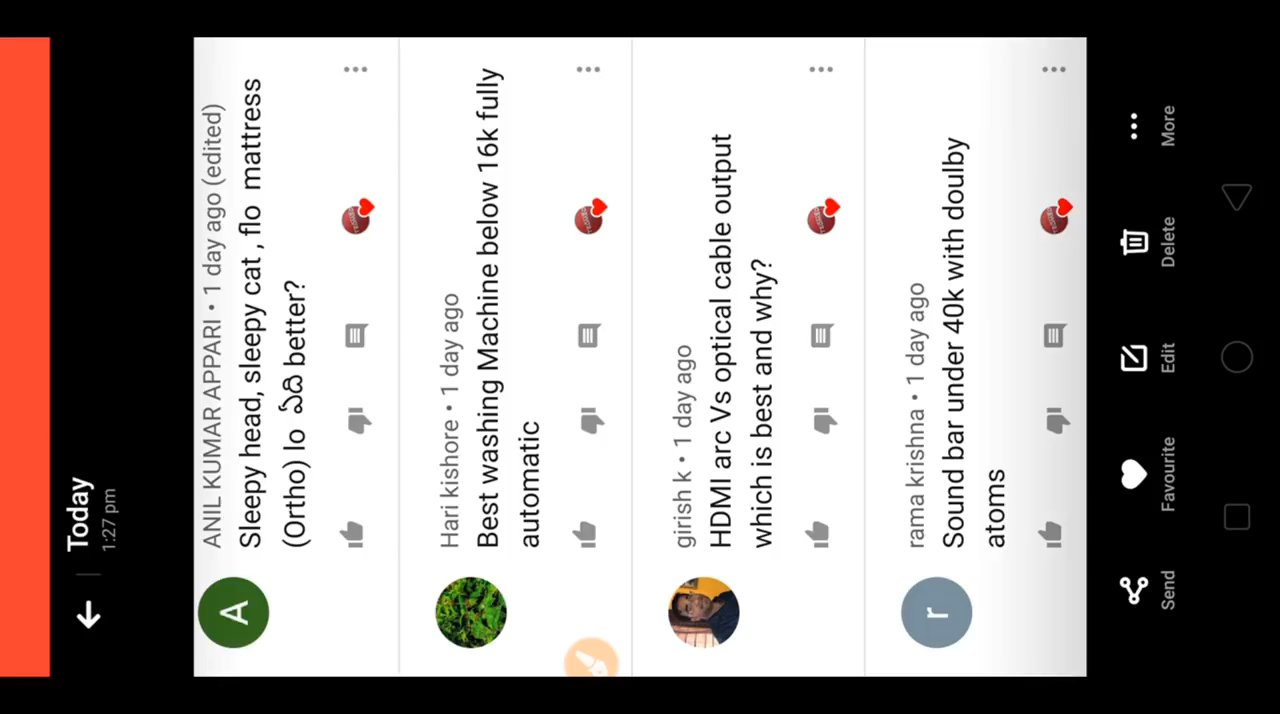 Today
1:27 pm
ANIL KUMAR APPARI • 1 day ago (edited)
Sleepy head, sleepy cat , flo mattress
(Ortho) lo ఏది better?
Hari kishore • 1 day ago
Best washing Machine below 16k fully
automatic
girish k • 1 day ago
HDMI arc Vs optical cable output
which is best and why?
rama krishna • 1 day ago
Sound bar under 40k with doulby
atoms
A
r
Send
Favourite
Edit
Delete
More